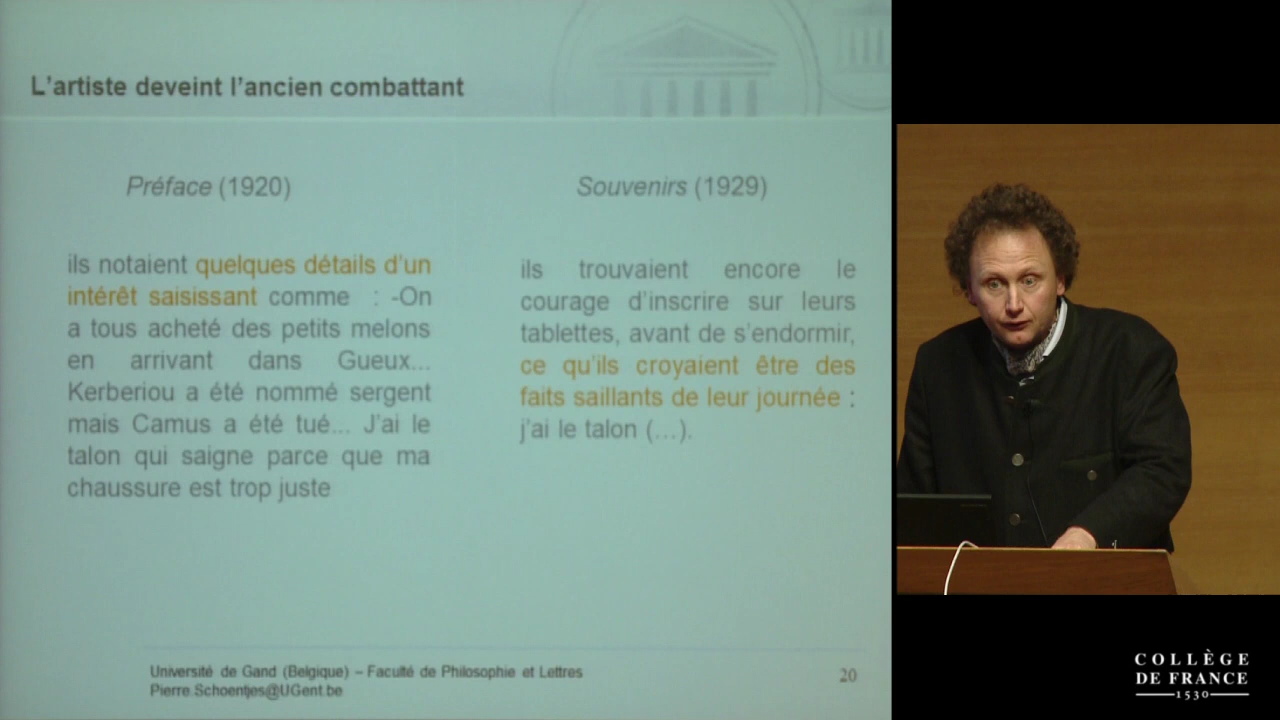 L'artiste deveint l'ancien combattant
Préface (1920)
ils notaient quelques détails d'un
intérêt saisissant comme : -On
a tous acheté des petits melons
en arrivant dans Gueux...
Kerberiou a été nommé sergent
mais Camus a été tué... J'ai le
talon qui saigne parce que ma
chaussure est trop juste
Souvenirs (1929)
ils trouvaient encore le
courage d'inscrire sur leurs
tablettes, avant de s'endormir,
ce qu'ils croyaient être des
faits saillants de leur journée :
j'ai le talon (…).
Université de Gand (Belgique) – Faculté de Philosophie et Lettres
Pierre.Schoentjes@UGent.be
20
COLLÈGE
DE FRANCE
1530